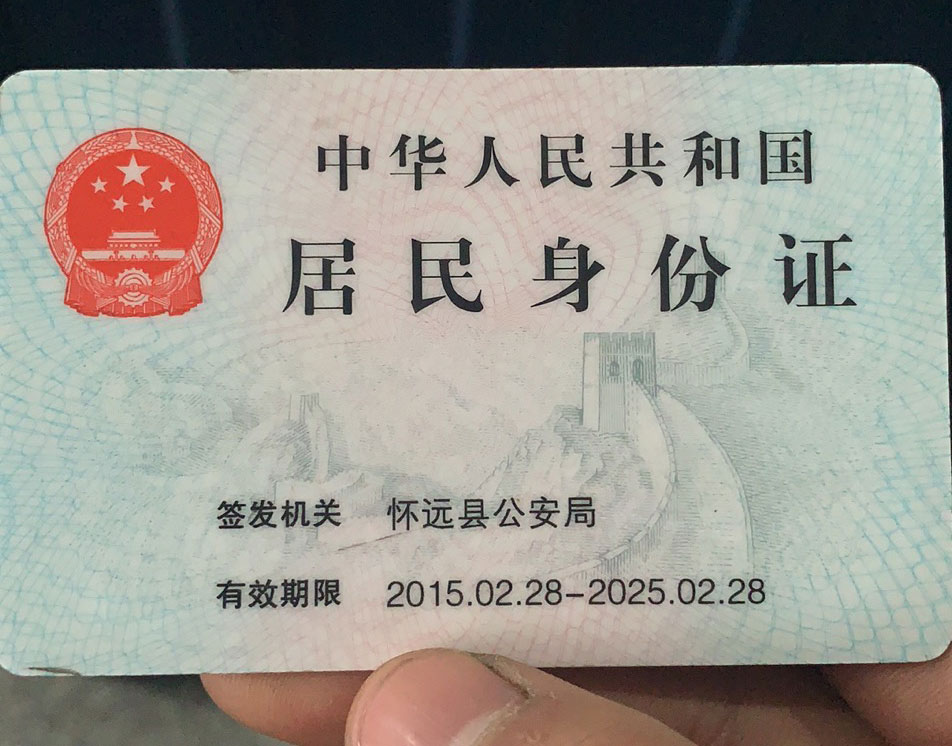 中华人民共和国
居民身份证
签发机关 怀远县公安局
有效期限 2015.02.28-2025.02.28